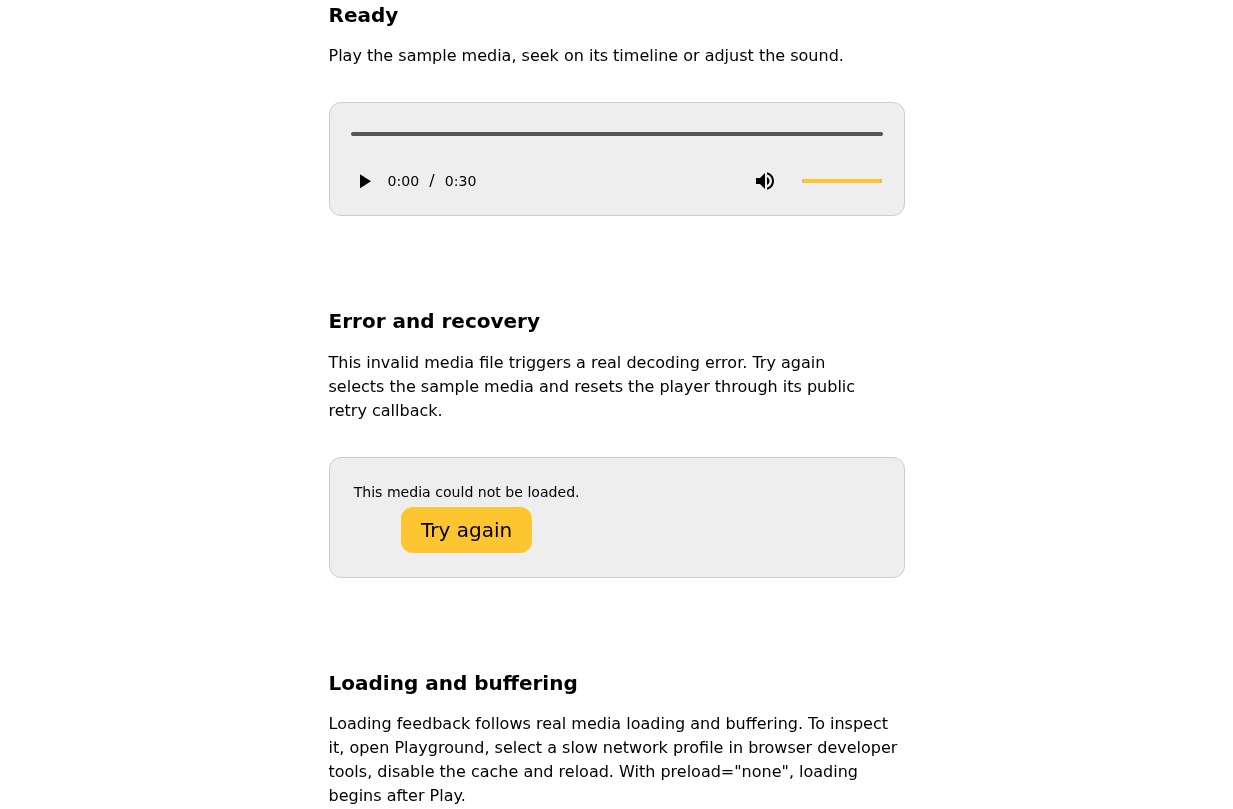 Ready
Play the sample media, seek on its timeline or adjust the sound.
0:00 / 0:30
Error and recovery
This invalid media file triggers a real decoding error. Try again
selects the sample media and resets the player through its public
retry callback.
This media could not be loaded.
Try again
Loading and buffering
Loading feedback follows real media loading and buffering. To inspect
it, open Playground, select a slow network profile in browser developer
tools, disable the cache and reload. With preload="none", loading
begins after Play.